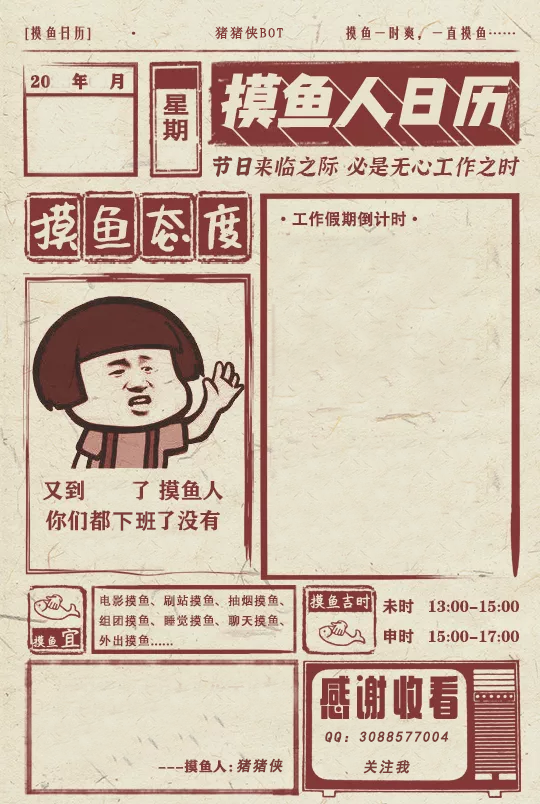 [摸鱼日历] · 猪猪侠BOT 摸鱼一时爽，一直摸鱼……
20 年 月
星期
摸鱼人日历
节日来临之际 必是无心工作之时
摸鱼态度
·工作假期倒计时·
又到 了 摸鱼人
你们都下班了没有
摸鱼宜
电影摸鱼、刷站摸鱼、抽烟摸鱼、
组团摸鱼、睡觉摸鱼、聊天摸鱼、
外出摸鱼……
摸鱼吉时
未时 13:00-15:00
申时 15:00-17:00
---摸鱼人:猪猪侠
感谢收看
QQ: 3088577004
关注我